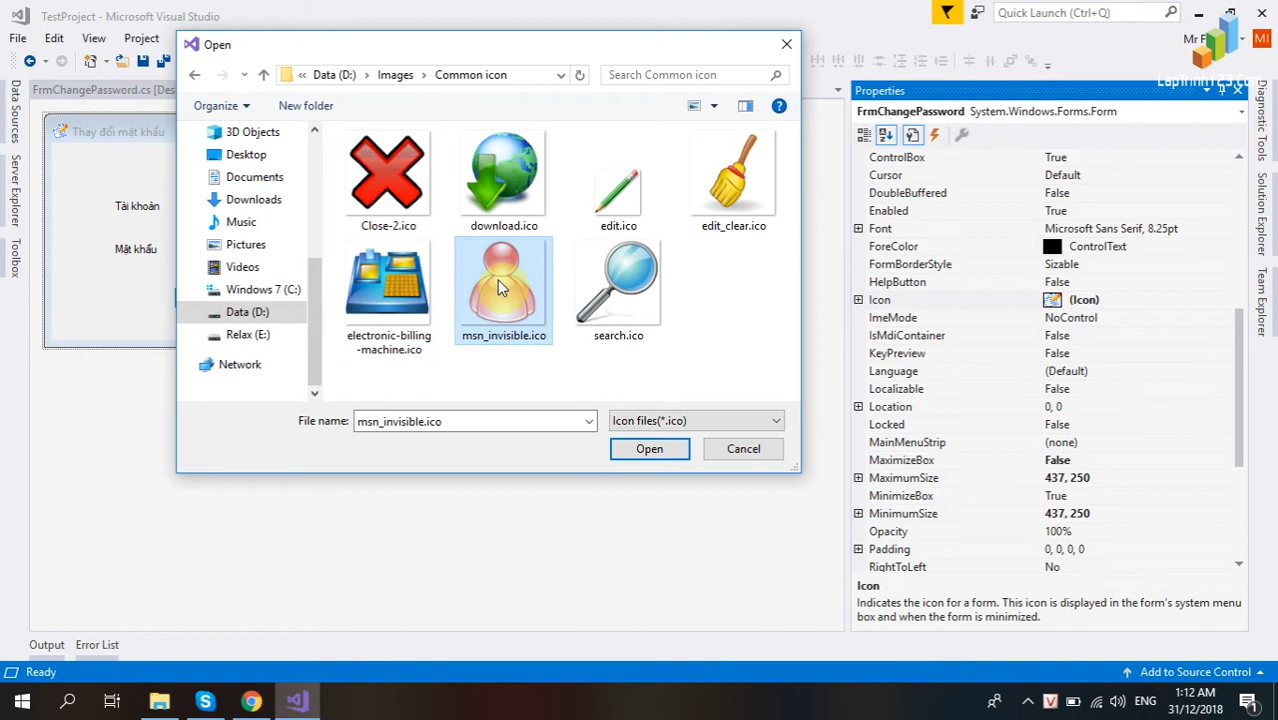 TestProject - Microsoft Visual Studio
Quick Launch (Ctrl+Q)
File Edit View Project
Mr F
MI
LapTrinh123.Com
FrmChangePassword.cs [Des
Thay đổi mật khẩu
Tài khoản
Mật khẩu
Data Sources
Server Explorer
Toolbox
Open
Data (D:) Images Common icon
Search Common icon
Organize New folder
3D Objects
Desktop
Documents
Downloads
Music
Pictures
Videos
Windows 7 (C:)
Data (D:)
Relax (E:)
Network
Close-2.ico
download.ico
edit.ico
edit_clear.ico
electronic-billing
-machine.ico
msn_invisible.ico
search.ico
File name: msn_invisible.ico Icon files(*.ico)
Open Cancel
Properties
FrmChangePassword System.Windows.Forms.Form
ControlBox True
Cursor Default
DoubleBuffered False
Enabled True
Font Microsoft Sans Serif, 8.25pt
ForeColor ControlText
FormBorderStyle Sizable
HelpButton False
Icon (Icon)
ImeMode NoControl
IsMdiContainer False
KeyPreview False
Language (Default)
Localizable False
Location 0, 0
Locked False
MainMenuStrip (none)
MaximizeBox False
MaximumSize 437, 250
MinimizeBox True
MinimumSize 437, 250
Opacity 100%
Padding 0, 0, 0, 0
RightToLeft No
Icon
Indicates the icon for a form. This icon is displayed in the form's system menu
box and when the form is minimized.
Diagnostic Tools
Solution Explorer
Team Explorer
Output Error List
Ready
Add to Source Control
ENG
1:12 AM
31/12/2018
1